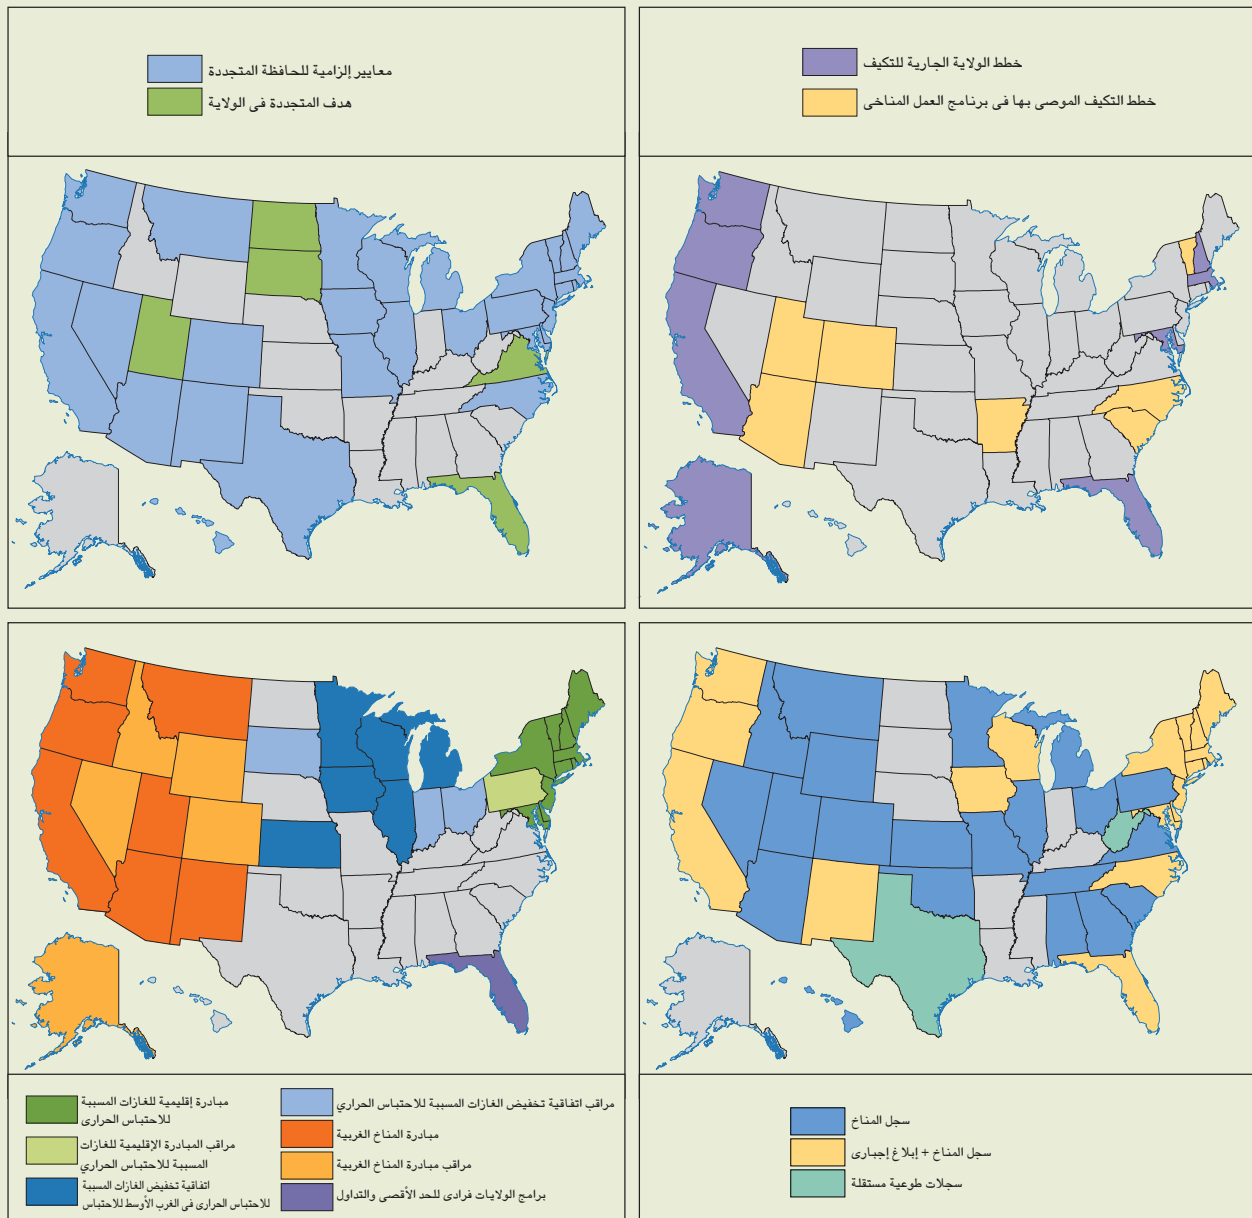 معايير إلزامية للحافظة المتجددة
هدف المتجددة فى الولاية
خطط الولاية الجارية للتكيف
خطط التكيف الموصى بها فى برنامج العمل المناخى
مبادرة إقليمية للغازات المسببة
للاحتباس الحرارى
مراقب المبادرة الإقليمية للغازات
المسببة للاحتباس الحراري
اتفاقية تخفيض الغازات المسببة
للاحتباس الحرارى فى الغرب الأوسط للاحتباس
مراقب اتفاقية تخفيض الغازات المسببة للاحتباس الحراري
مبادرة المناخ الغربية
مراقب مبادرة المناخ الغربية
برامج الولايات فرادى للحد الأقصى والتداول
سجل المناخ
سجل المناخ + إبلاغ إجبارى
سجلات طوعية مستقلة